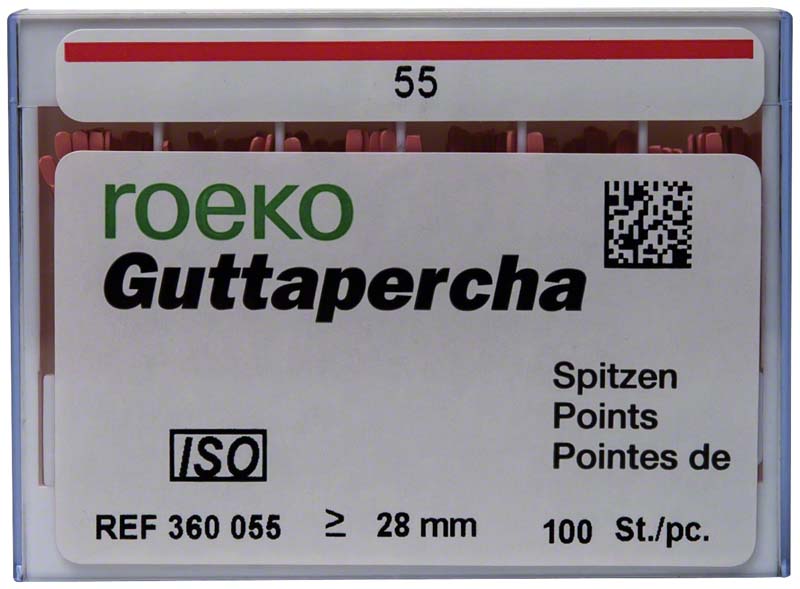 55
roeko
Guttapercha
Spitzen
Points
Pointes de
ISO
REF 360 055 ≥ 28 mm 100 St./pc.